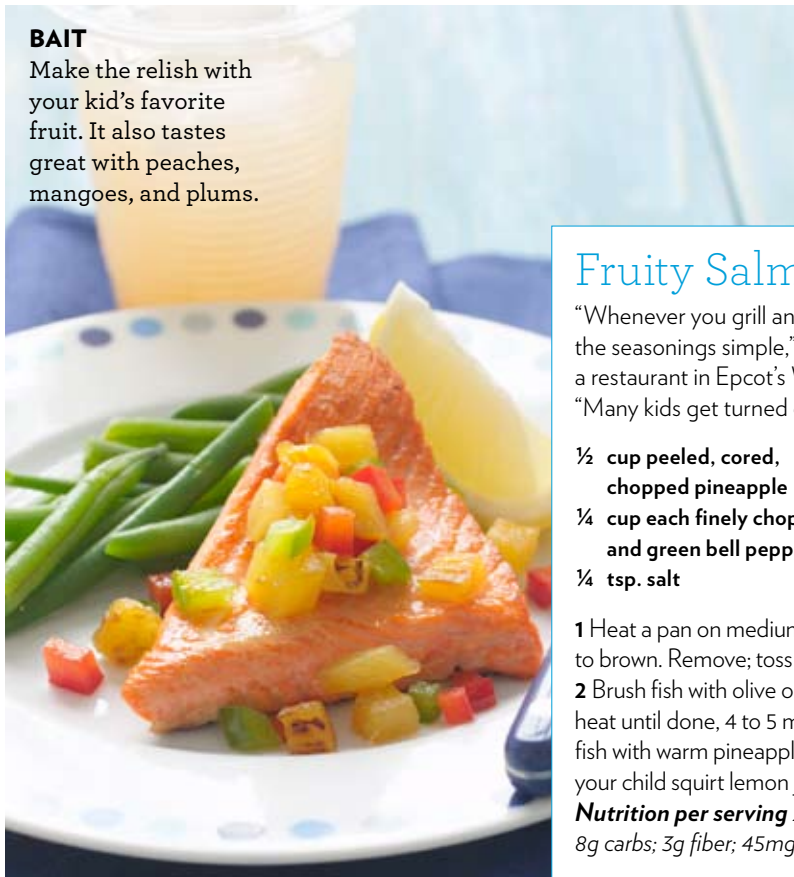 BAIT
Make the relish with
your kid's favorite
fruit. It also tastes
great with peaches,
mangoes, and plums.
Fruity Salm
“Whenever you grill an
the seasonings simple,”
a restaurant in Epcot's
“Many kids get turned
½ cup peeled, cored,
chopped pineapple
¼ cup each finely chop
and green bell pepp
¼ tsp. salt
1 Heat a pan on medium
to brown. Remove; toss
2 Brush fish with olive o
heat until done, 4 to 5 m
fish with warm pineappl
your child squirt lemon
Nutrition per serving
8g carbs; 3g fiber; 45mg